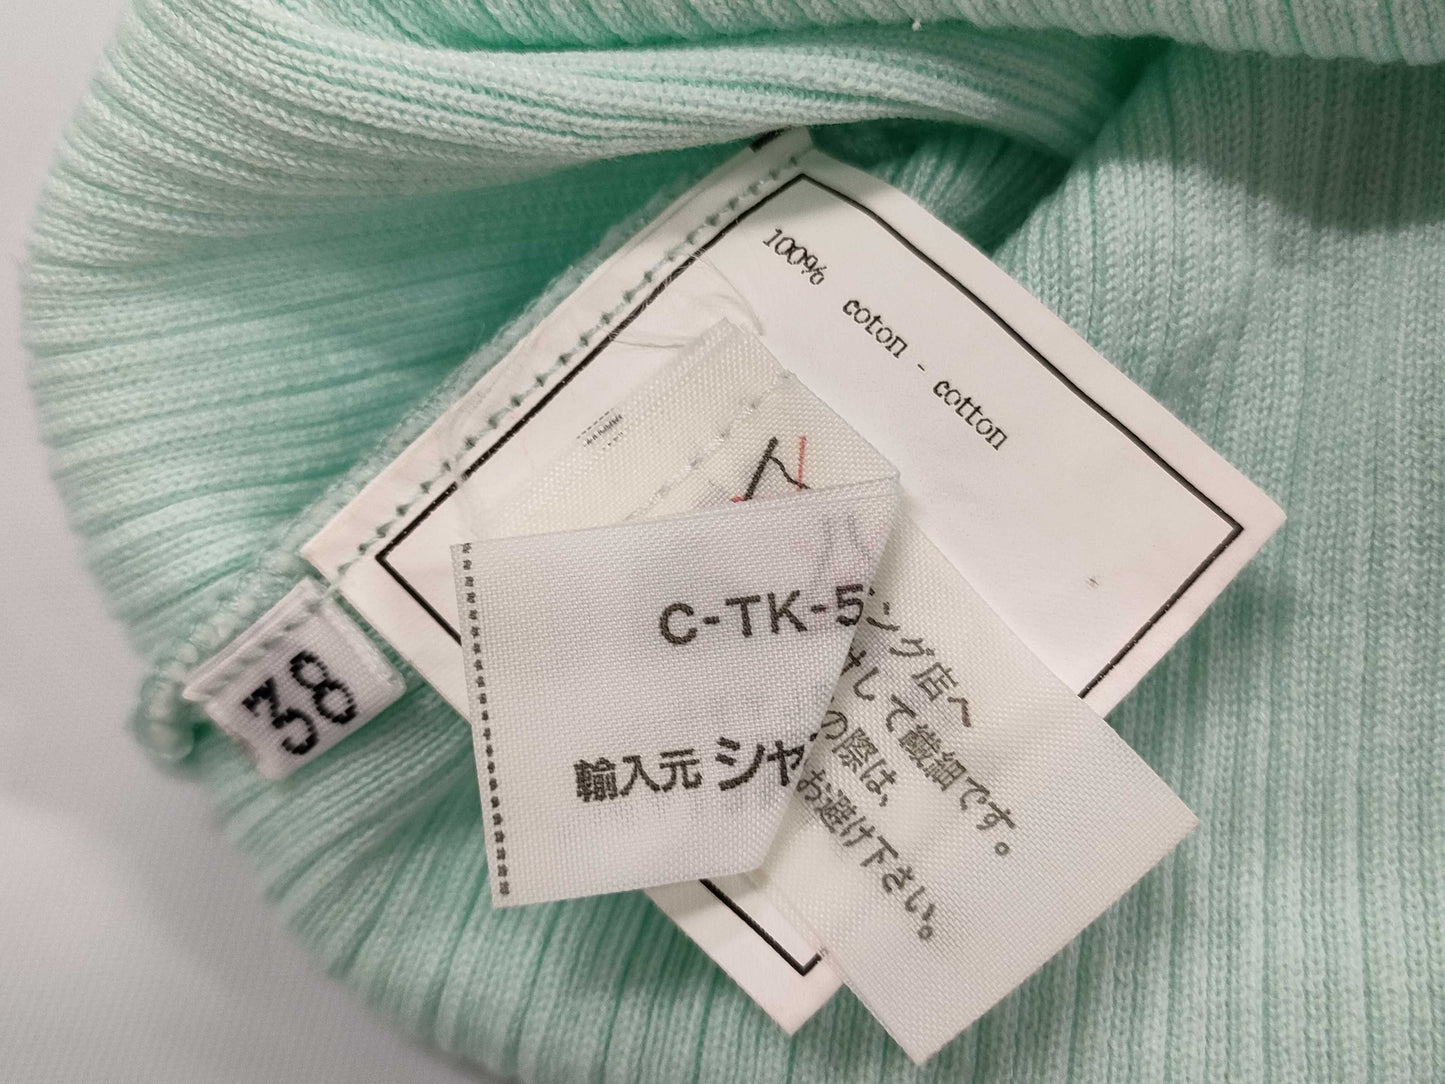 100% coton - cotton
38
C-TK-5
輸入元 シャ
ング店へ
して繊細です。
の際は、
お避け下さい。